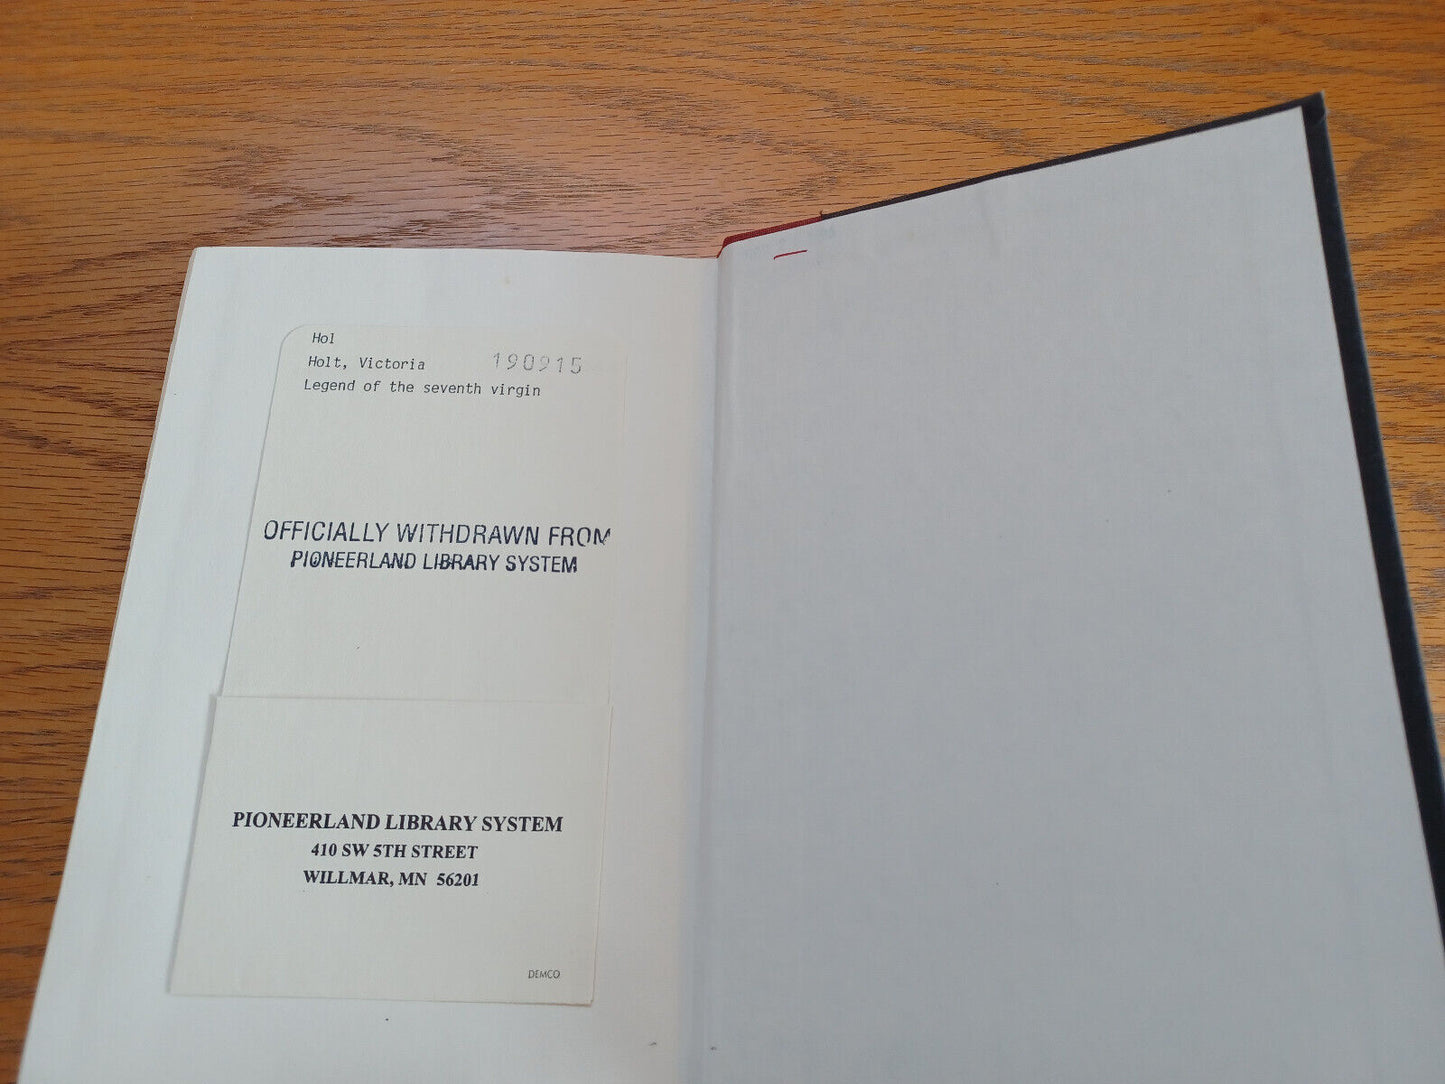 Hol
Holt, Victoria 190915
Legend of the seventh virgin
OFFICIALLY WITHDRAWN FROM
PIONEERLAND LIBRARY SYSTEM
PIONEERLAND LIBRARY SYSTEM
410 SW 5TH STREET
WILLMAR, MN 56201
DEMCO